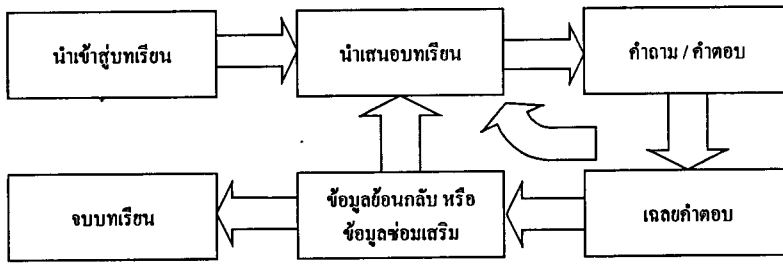 นำเข้าสู่บทเรียน
นำเสนอบทเรียน
คำถาม / คำตอบ
จบบทเรียน
ข้อมูลย้อนกลับ หรือ
ข้อมูลซ่อมเสริม
เฉลยคำตอบ